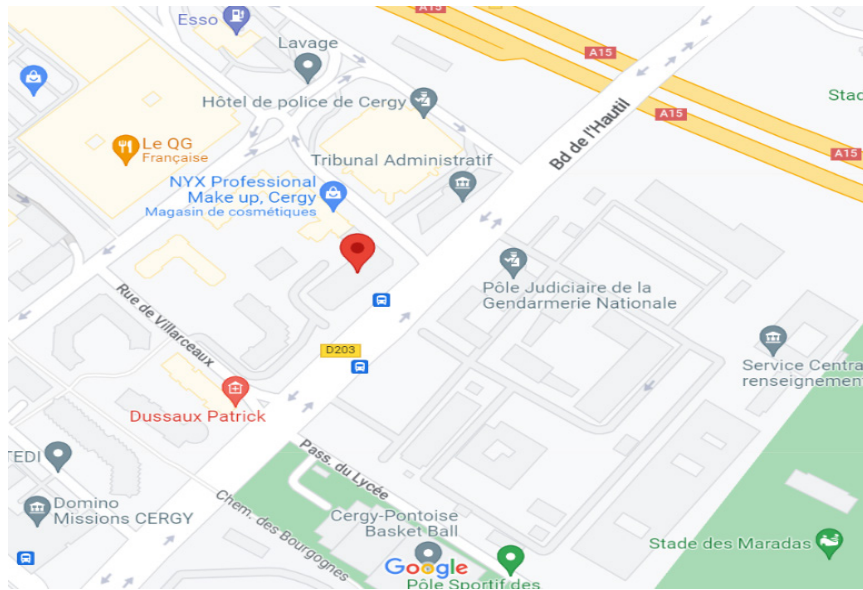 A15
Esso
Lavage
A15
Hôtel de police de Cergy
Bd de l'Hautil
Stad
A15
Le QG
Française
Tribunal Administratif
A15
NYX Professional
Make up, Cergy
Magasin de cosmétiques
Pôle Judiciaire de la
Gendarmerie Nationale
Rue de Villarceaux
D203
Service Centra
renseignement
Dussaux Patrick
Pass. du Lycée
TEDI
Chem. des Bourgognes
Domino
Missions CERGY
Cergy-Pontoise
Basket Ball
Stade des Maradas
Google
Pôle Sportif des